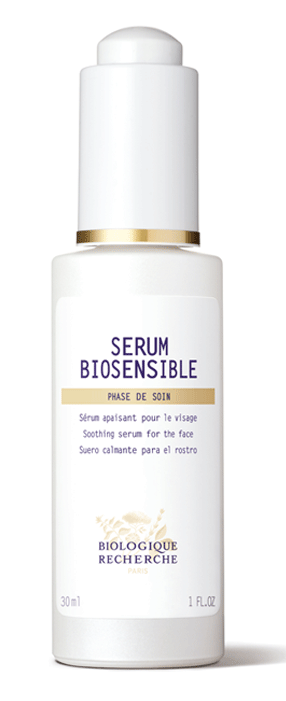 SERUM
BIOSENSIBLE
PHASE DE SOIN
Sérum apaisant pour le visage
Soothing serum for the face
Suero calmante para el rostro
BIOLOGIQUE
RECHERCHE
PARIS
30ml 1 FL.OZ